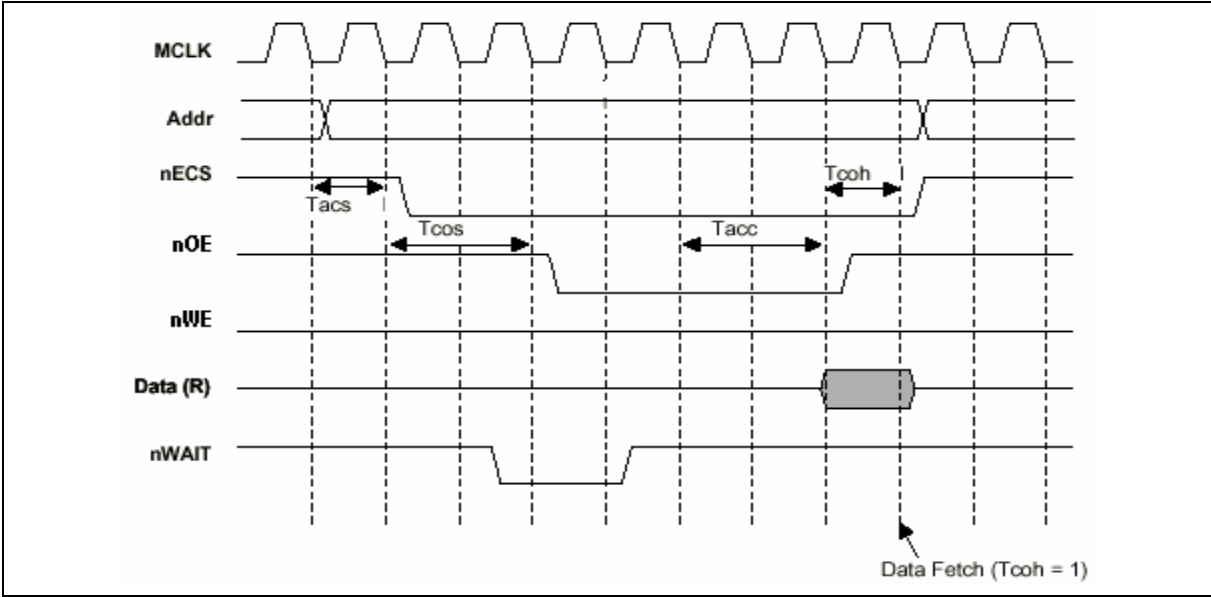 MCLK
Addr
nECS
Tcoh
Tacs
Tcos
Tacc
nOE
nWE
Data (R)
nWAIT
Data Fetch (Tcoh = 1)